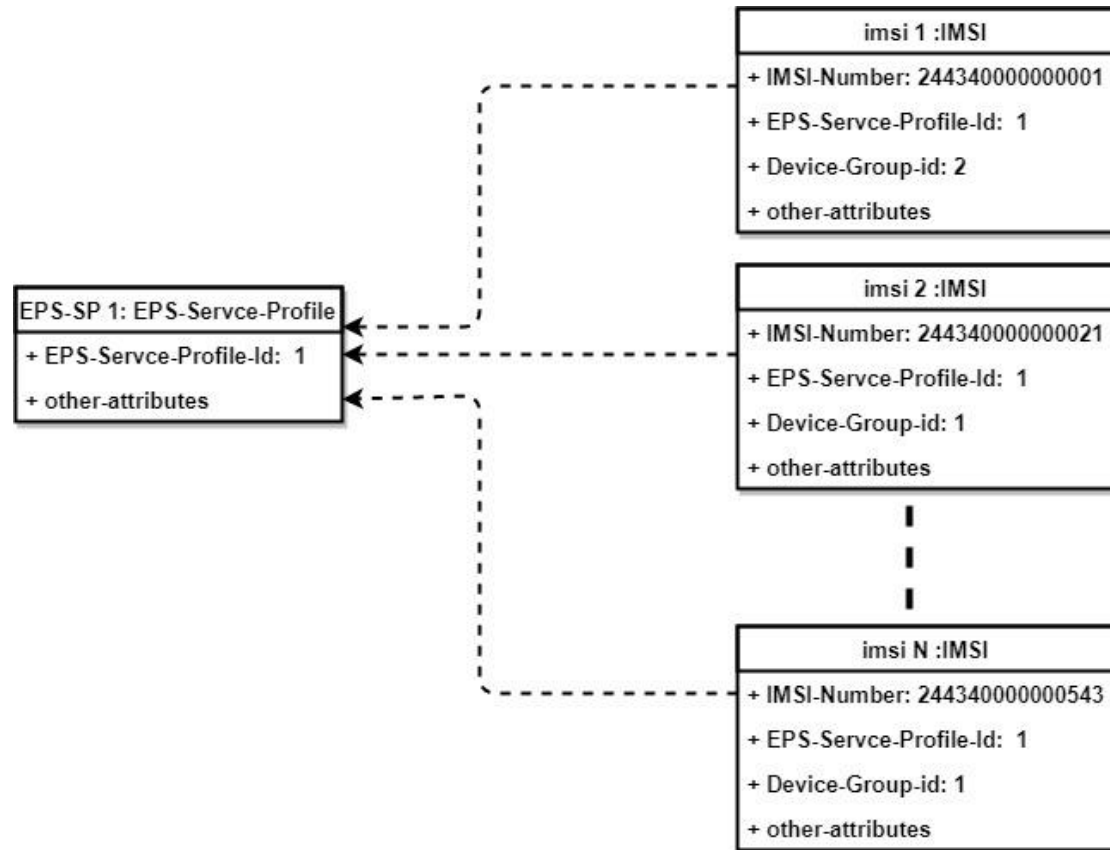 imsi 1 :IMSI
+ IMSI-Number: 244340000000001
+ EPS-Servce-Profile-Id: 1
+ Device-Group-id: 2
+ other-attributes
EPS-SP 1: EPS-Servce-Profile
+ EPS-Servce-Profile-Id: 1
+ other-attributes
imsi 2 :IMSI
+ IMSI-Number: 244340000000021
+ EPS-Servce-Profile-Id: 1
+ Device-Group-id: 1
+ other-attributes
imsi N :IMSI
+ IMSI-Number: 244340000000543
+ EPS-Servce-Profile-Id: 1
+ Device-Group-id: 1
+ other-attributes